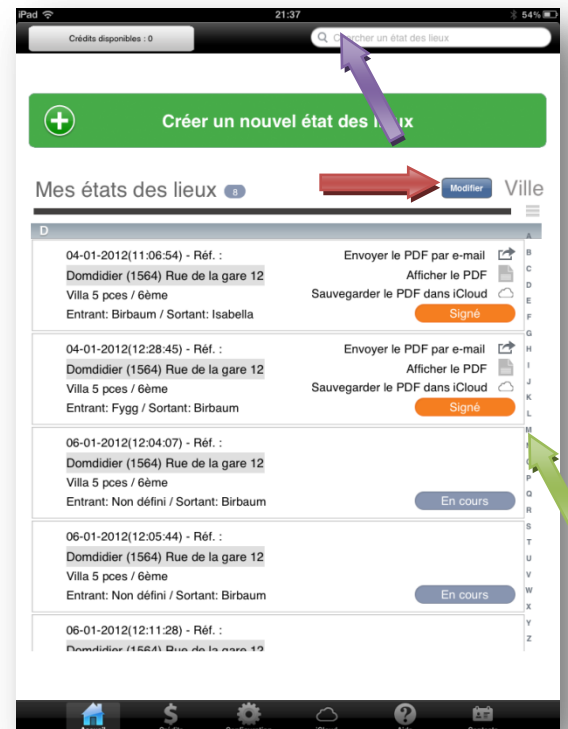 iPad 21:37 54%
Crédits disponibles : 0
Chercher un état des lieux
Créer un nouvel état des lieux
Mes états des lieux 8 Modifier Ville
D
04-01-2012(11:06:54) - Réf. : Envoyer le PDF par e-mail
Domdidier (1564) Rue de la gare 12 Afficher le PDF
Villa 5 pces / 6ème Sauvegarder le PDF dans iCloud
Entrant: Birbaum / Sortant: Isabella Signé
04-01-2012(12:28:45) - Réf. : Envoyer le PDF par e-mail
Domdidier (1564) Rue de la gare 12 Afficher le PDF
Villa 5 pces / 6ème Sauvegarder le PDF dans iCloud
Entrant: Fygg / Sortant: Birbaum Signé
06-01-2012(12:04:07) - Réf. :
Domdidier (1564) Rue de la gare 12
Villa 5 pces / 6ème
Entrant: Non défini / Sortant: Birbaum En cours
06-01-2012(12:05:44) - Réf. :
Domdidier (1564) Rue de la gare 12
Villa 5 pces / 6ème
Entrant: Non défini / Sortant: Birbaum En cours
06-01-2012(12:11:28) - Réf. :
Domdidier (1564) Rue de la gare 12
A
B
C
D
E
F
G
H
I
J
K
L
M
P
Q
R
S
T
U
V
W
X
Y
Z